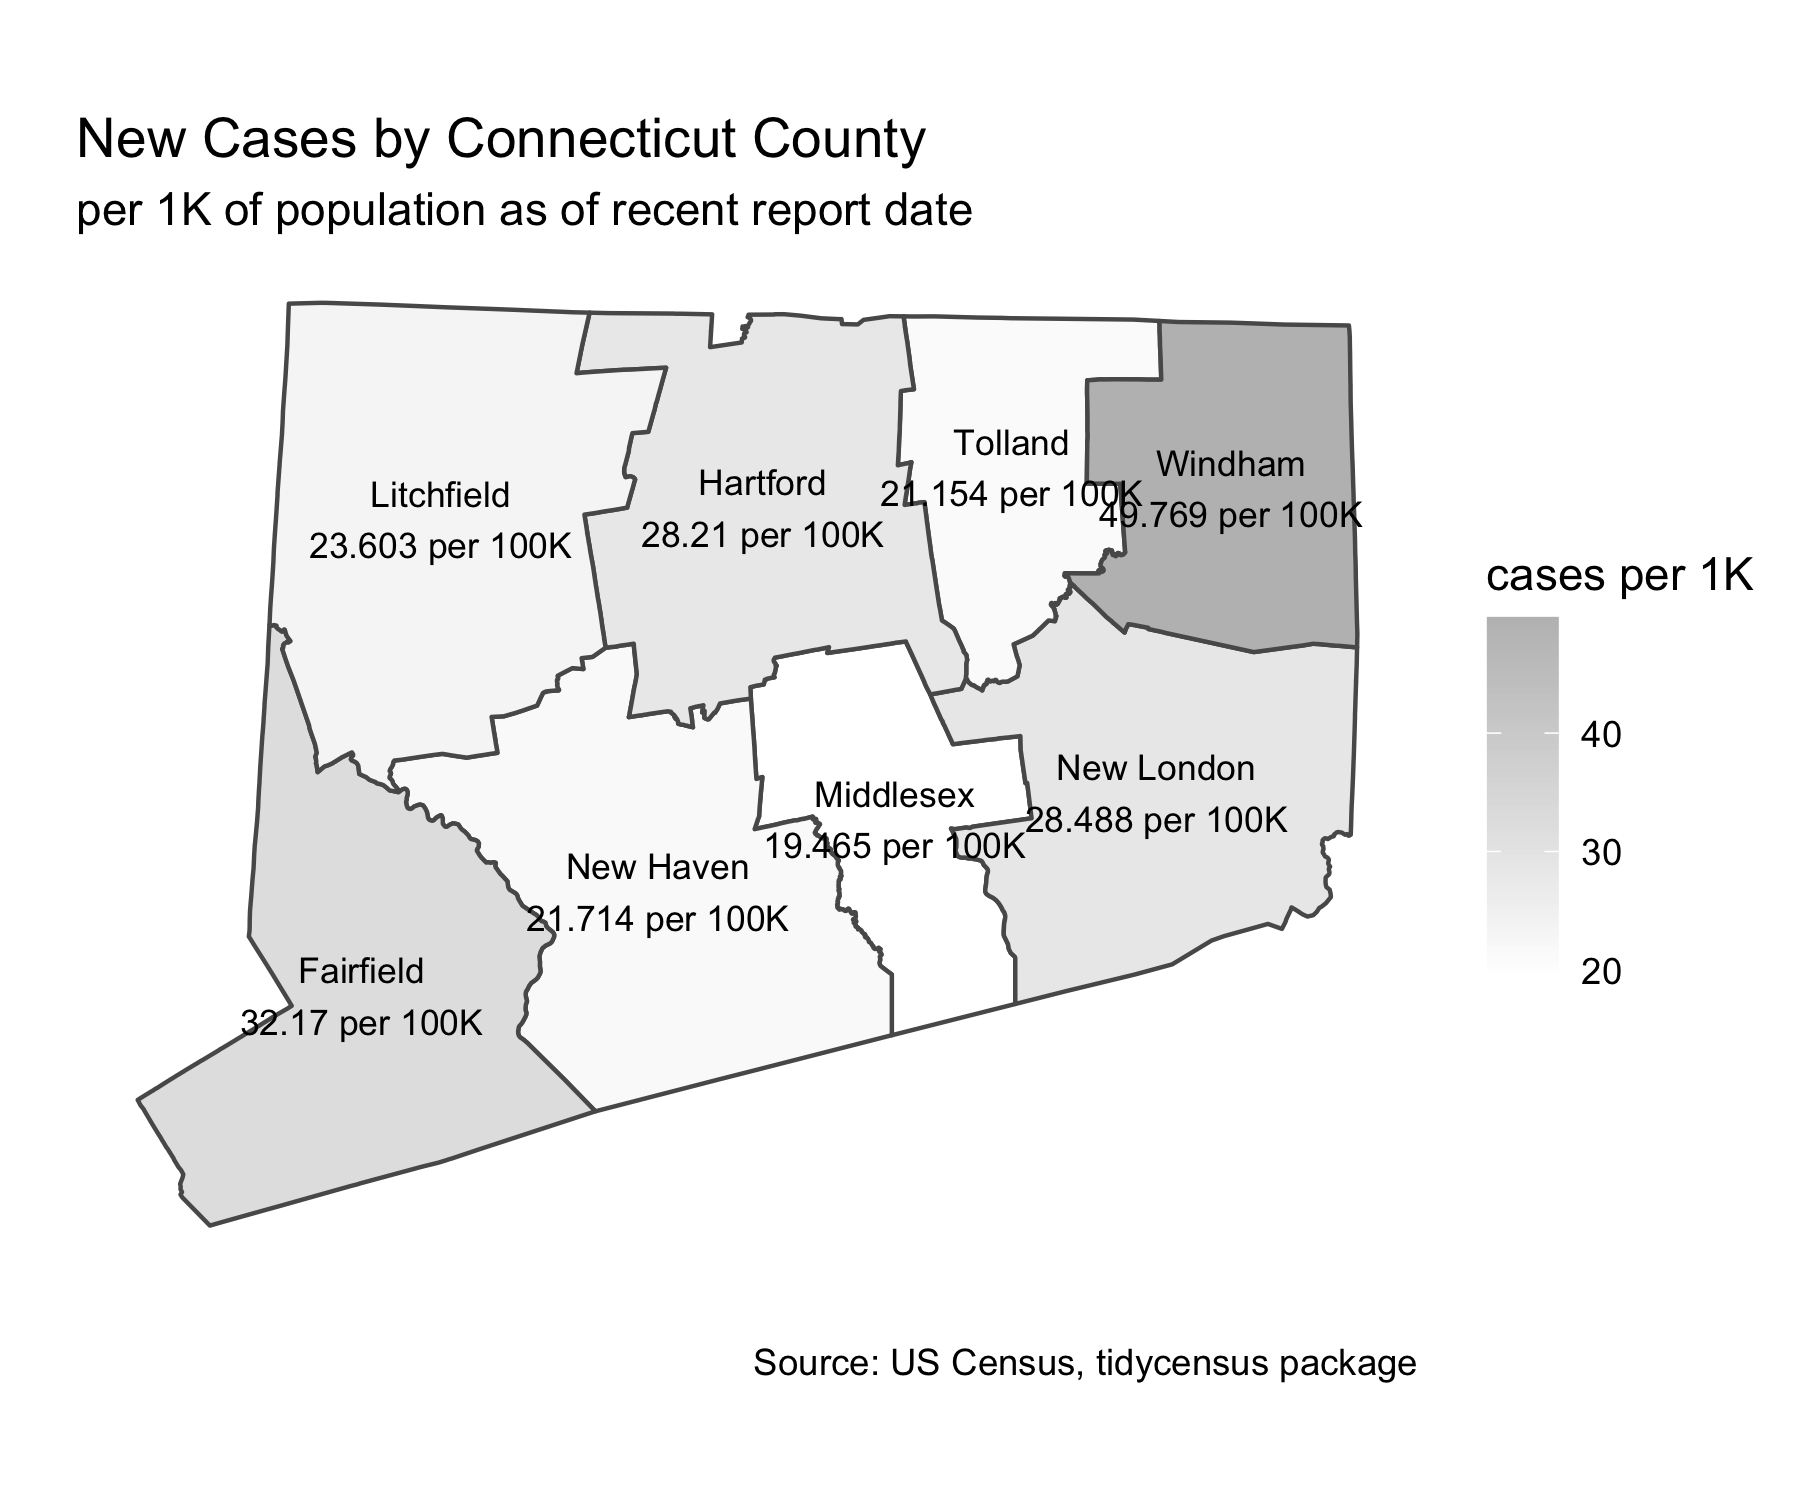 New Cases by Connecticut County
per 1K of population as of recent report date
Litchfield
23.603 per 100K
Hartford
28.21 per 100K
Tolland
21.154 per 100K
Windham
49.769 per 100K
New London
28.488 per 100K
Middlesex
19.465 per 100K
New Haven
21.714 per 100K
Fairfield
32.17 per 100K
cases per 1K
40
30
20
Source: US Census, tidycensus package